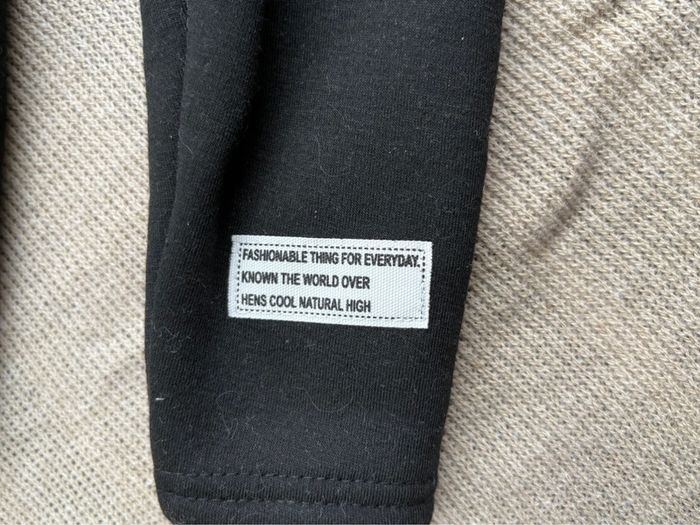 FASHIONABLE THING FOR EVERYDAY.
KNOWN THE WORLD OVER
HENS COOL NATURAL HIGH